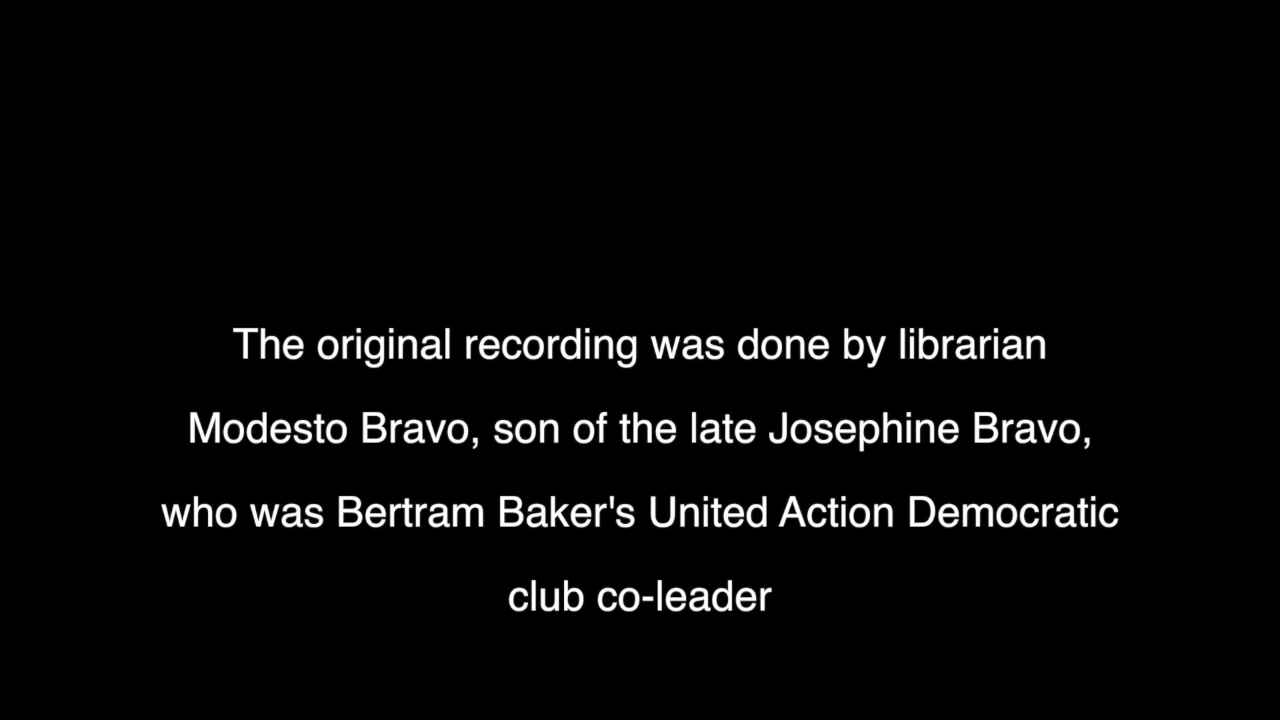 The original recording was done by librarian
Modesto Bravo, son of the late Josephine Bravo,
who was Bertram Baker's United Action Democratic
club co-leader